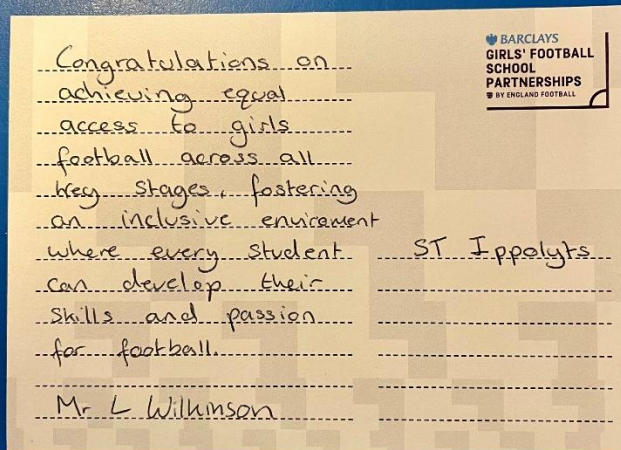 Congratulations on
achieving equal
access to girls
football across all
key stages, fostering
an inclusive envirement
where every student
can develop their
skills and passion
for football.
Mr L Wilkinson
BARCLAYS
GIRLS' FOOTBALL
SCHOOL
PARTNERSHIPS
BY ENGLAND FOOTBALL
ST Ippolyts